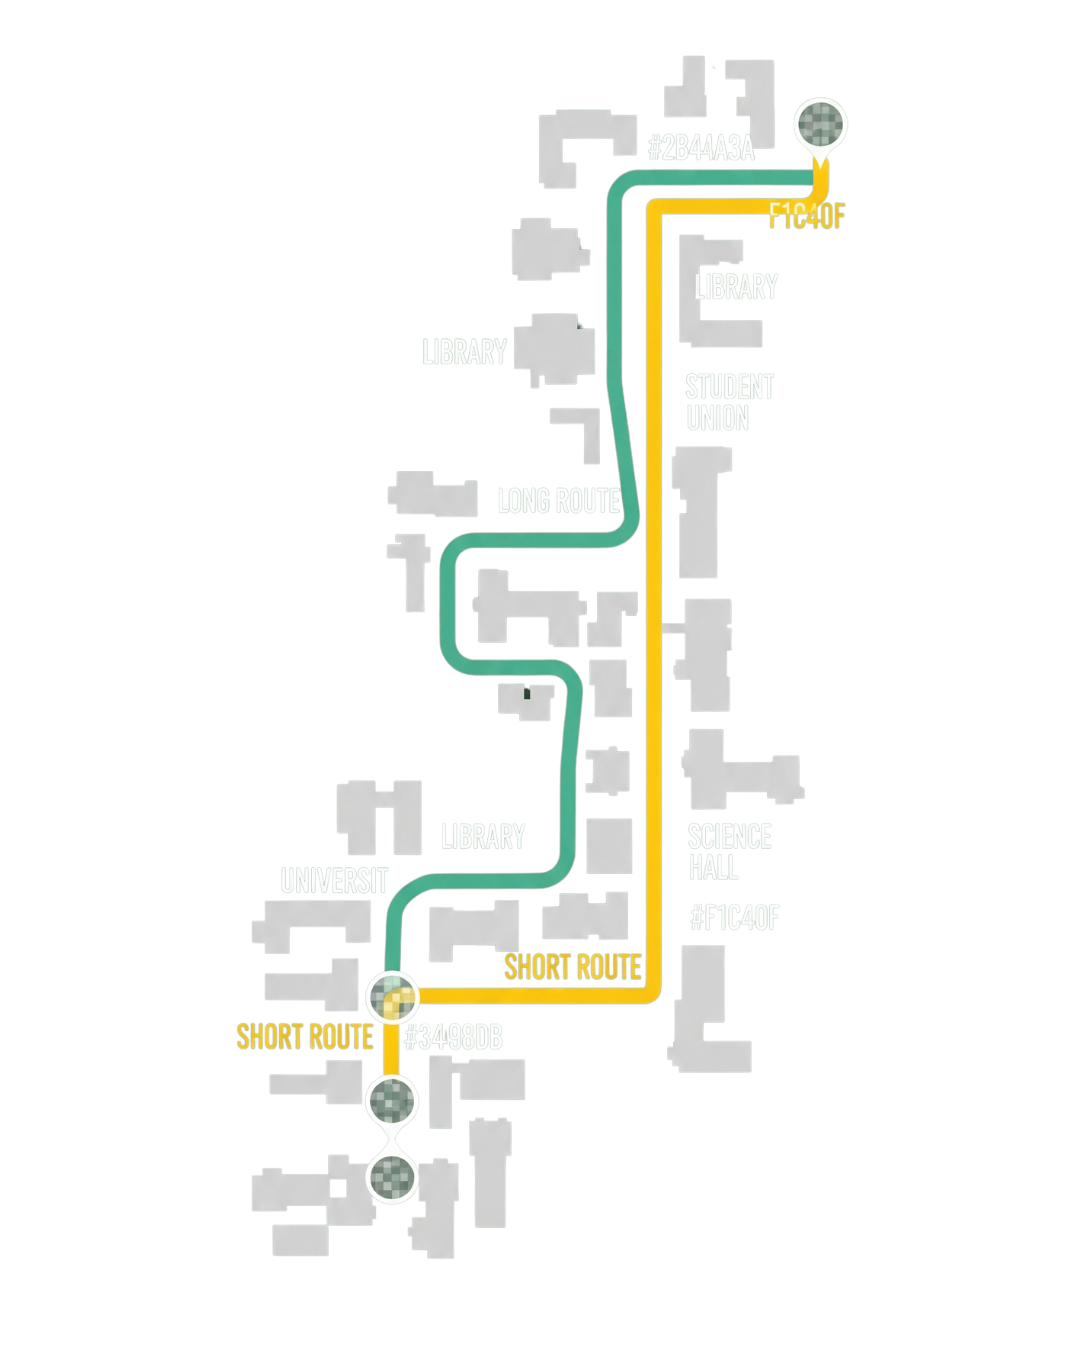 #2B44A3A
F1C40F
LIBRARY
LIBRARY
STUDENT
UNION
LONG ROUTE
LIBRARY
SCIENCE
HALL
UNIVERSIT
#F1C40F
SHORT ROUTE
SHORT ROUTE
#3498DB